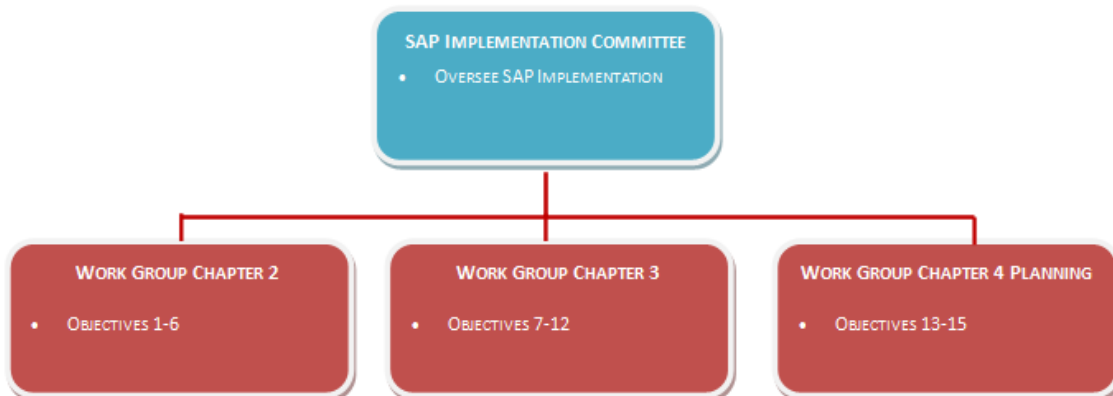 SAP IMPLEMENTATION COMMITTEE
• OVERSEE SAP IMPLEMENTATION
WORK GROUP CHAPTER 2
• OBJECTIVES 1-6
WORK GROUP CHAPTER 3
• OBJECTIVES 7-12
WORK GROUP CHAPTER 4 PLANNING
• OBJECTIVES 13-15